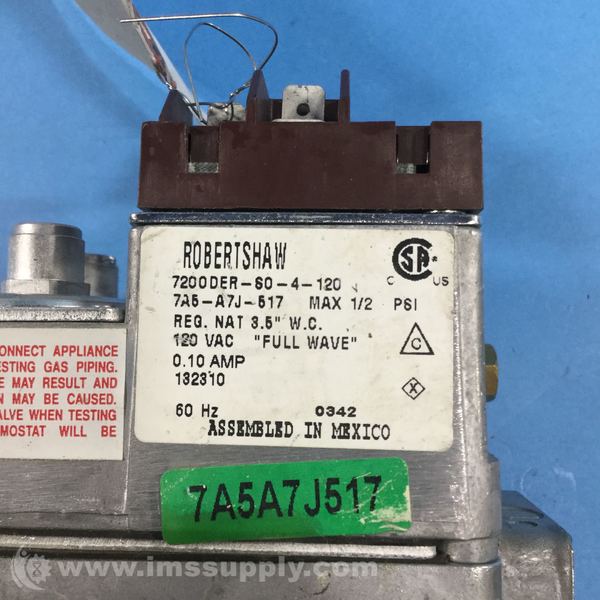 ROBERTSHAW
7200DER-S0-4-120
7A5-A7J-517 MAX 1/2 PSI
REG. NAT 3.5" W.C.
120 VAC "FULL WAVE"
0.10 AMP
132310
60 Hz 0342
ASSEMBLED IN MEXICO
C CSA US
C
X
ONNECT APPLIANCE
ESTING GAS PIPING.
E MAY RESULT AND
N MAY BE CAUSED.
ALVE WHEN TESTING
MOSTAT WILL BE
7A5A7J517
© www.imssupply.com